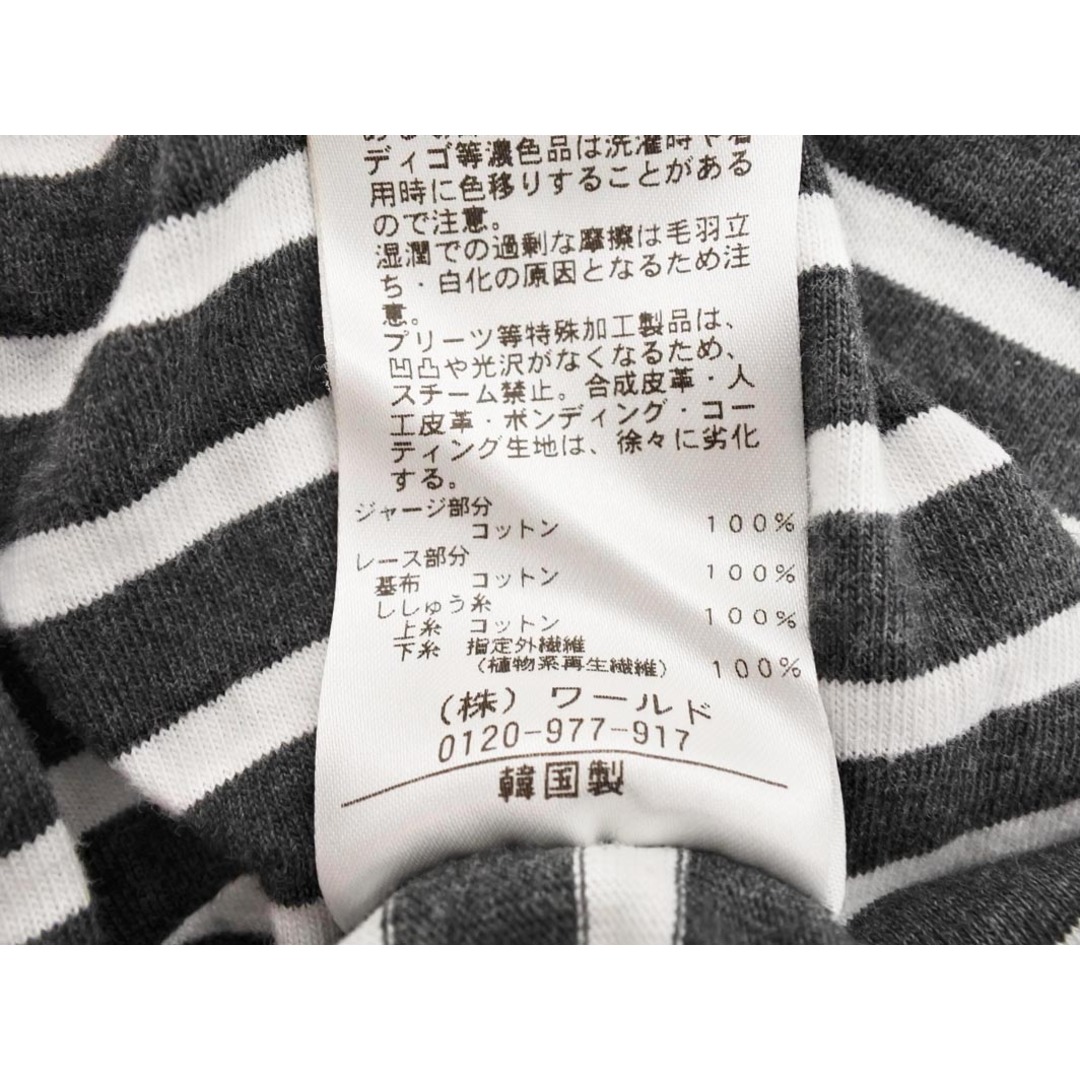 ディゴ等濃色品は洗濯時や着
用時に色移りすることがある
ので注意。
湿潤での過剰な摩擦は毛羽立
ち・白化の原因となるため注
意。
プリーツ等特殊加工製品は、
凹凸や光沢がなくなるため、
スチーム禁止。合成皮革・人
工皮革・ボンディング・コー
ティング生地は、徐々に劣化
する。
ジャージ部分
コットン 100%
レース部分
基布 コットン 100%
ししゅう糸
上糸 コットン 100%
下糸 指定外繊維
(植物系再生繊維) 100%
(株)ワールド
0120-977-917
韓国製